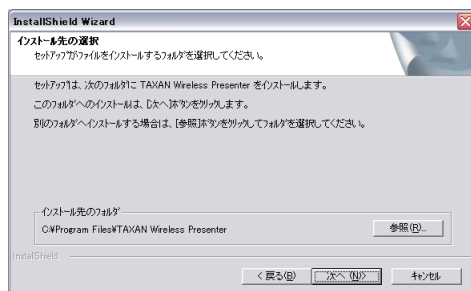 InstallShield Wizard
インストール先の選択
セットアップがファイルをインストールするフォルダを選択してください。
セットアップは、次のフォルダに TAXAN Wireless Presenter をインストールします。
このフォルダへのインストールは、[次へ]ボタンをクリックします。
別のフォルダへインストールする場合は、[参照]ボタンをクリックしてフォルダを選択してください。
インストール先のフォルダ
C:¥Program Files¥TAXAN Wireless Presenter
参照(R)...
InstallShield
< 戻る(B)
次へ (N)>
キャンセル